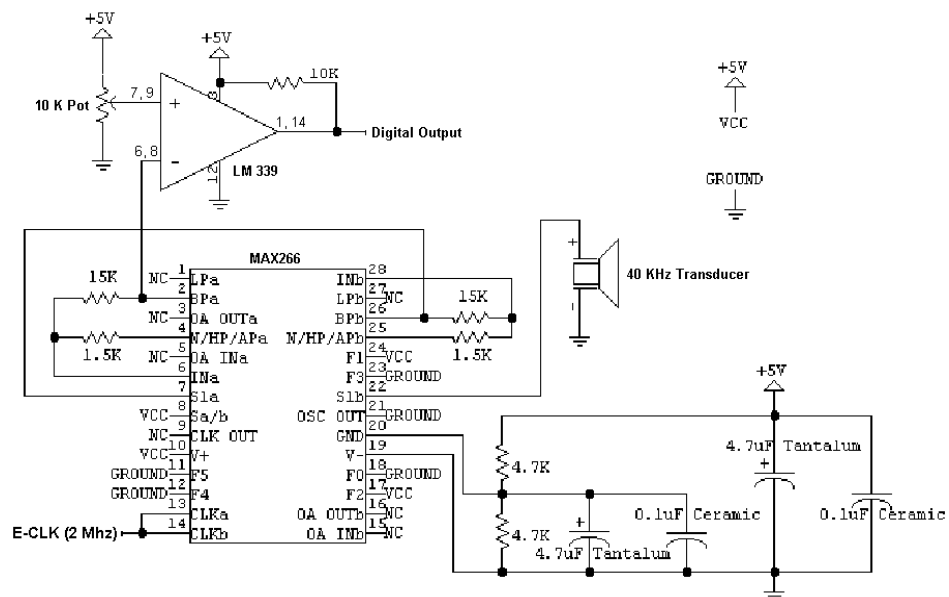 +5V
+5V
10K
7,9
3
10 K Pot
+
1,14
Digital Output
6,8
-
12
LM 339
+5V
VCC
GROUND
MAX266
+
40 KHz Transducer
-
15K
1.5K
NC 1 LPa
2 BPa
NC 3 OA OUTa
4 N/HP/APa
NC 5 OA INa
6 INa
7 S1a
VCC 8 Sa/b
NC 9 CLK OUT
VCC 10 V+
GROUND 11 F5
GROUND 12 F4
13 CLKa
14 CLKb
E-CLK (2 Mhz)
INb 28
LPb 27 NC
BPb 26
N/HP/APb 25
F1 24 VCC
F3 23 GROUND
S1b 22
OSC OUT 21 GROUND
GND 20
V- 19
F0 18 GROUND
F2 17 VCC
OA OUTb 16 NC
OA INb 15 NC
15K
1.5K
+5V
4.7K
4.7uF Tantalum
+
0.1uF Ceramic
4.7K
+
4.7uF Tantalum
0.1uF Ceramic